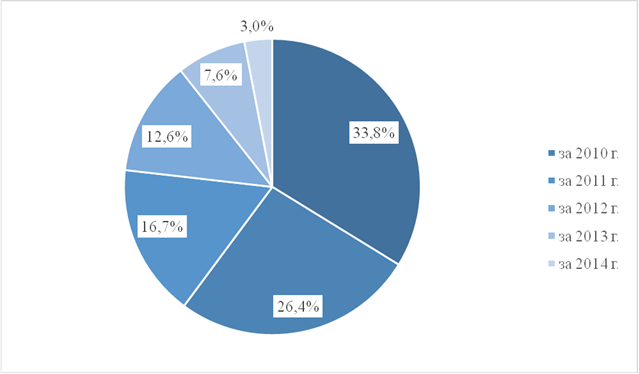 3,0%
7,6%
33,8%
12,6%
16,7%
26,4%
за 2010 г.
за 2011 г.
за 2012 г.
за 2013 г.
за 2014 г.